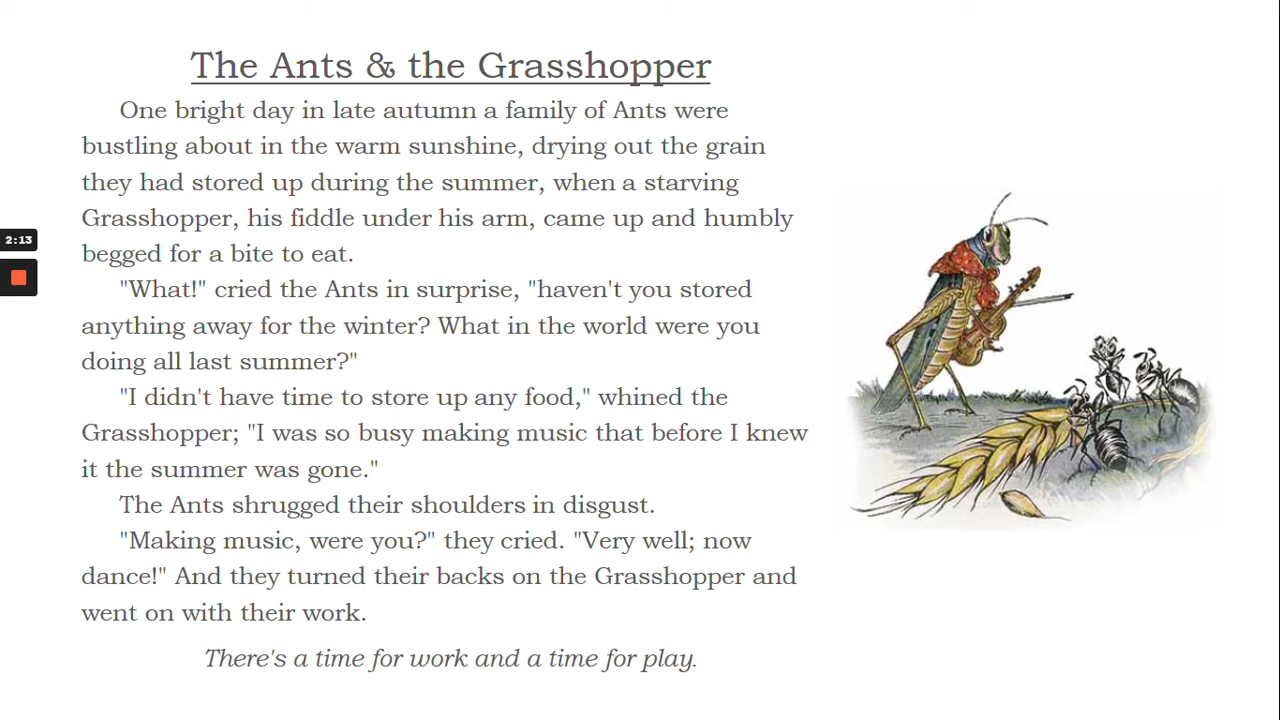 The Ants & the Grasshopper
One bright day in late autumn a family of Ants were
bustling about in the warm sunshine, drying out the grain
they had stored up during the summer, when a starving
Grasshopper, his fiddle under his arm, came up and humbly
begged for a bite to eat.
"What!" cried the Ants in surprise, "haven't you stored
anything away for the winter? What in the world were you
doing all last summer?"
"I didn't have time to store up any food," whined the
Grasshopper; "I was so busy making music that before I knew
it the summer was gone."
The Ants shrugged their shoulders in disgust.
"Making music, were you?" they cried. "Very well; now
dance!" And they turned their backs on the Grasshopper and
went on with their work.
There's a time for work and a time for play.
2:13